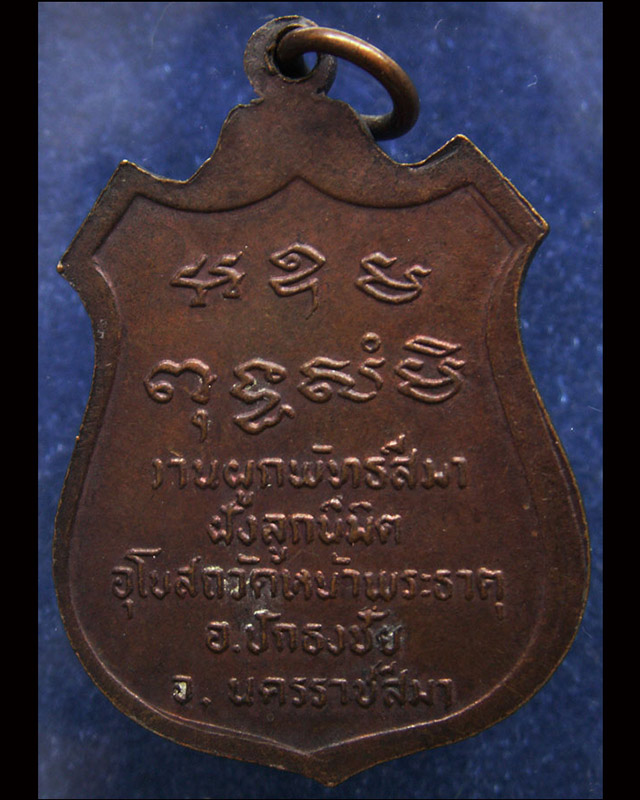 งานผูกพัทธสีมา
ฝังลูกนิมิต
อุโบสถวัดหน้าพระธาตุ
อ.ปักธงชัย
จ. นครราชสีมา